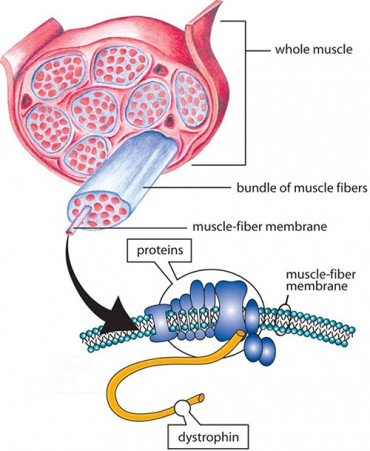 whole muscle
bundle of muscle fibers
muscle-fiber membrane
proteins
muscle-fiber
membrane
dystrophin